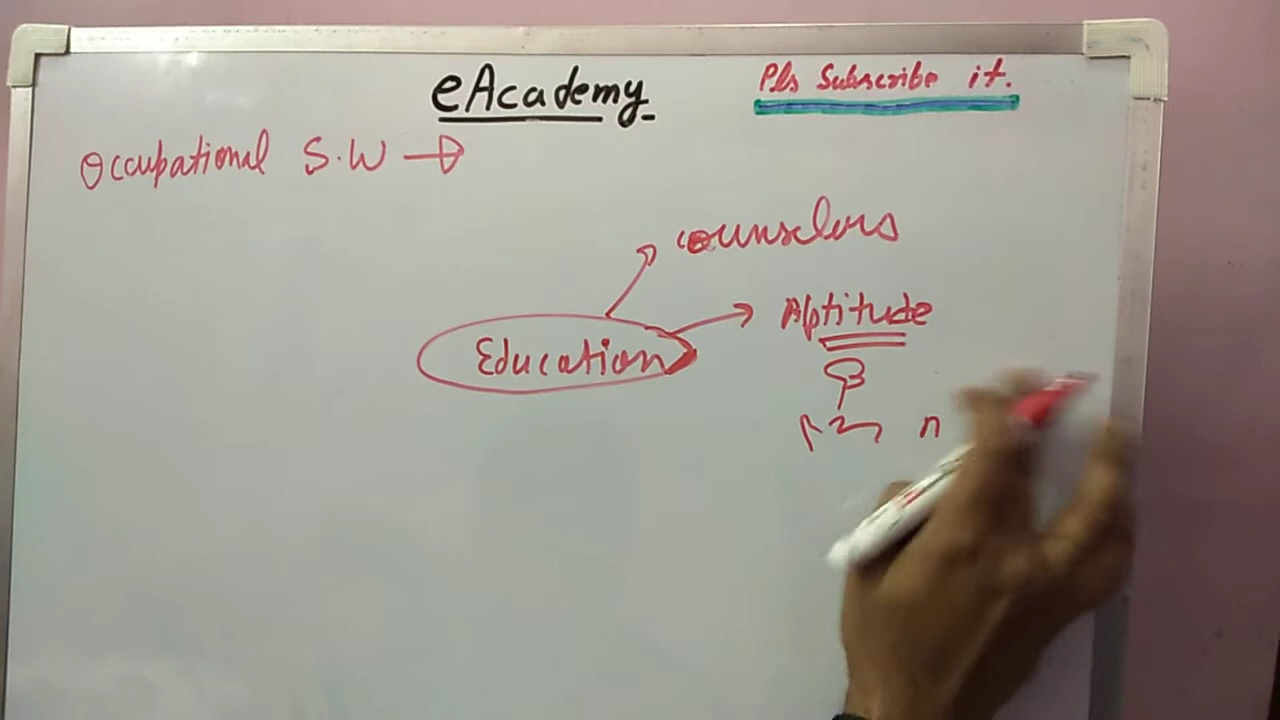 eAcademy
Pls Subscribe it.
Occupational S.W →
counselors
Aptitude
Education
n